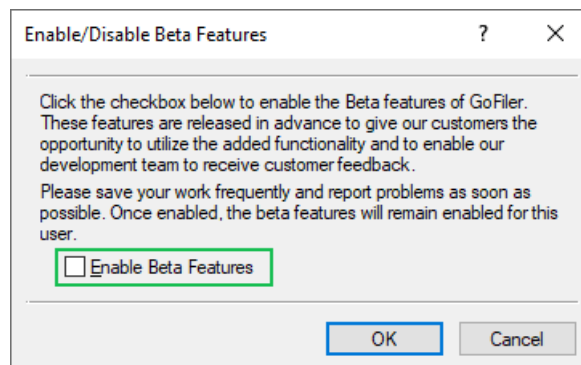 Enable/Disable Beta Features
?
Click the checkbox below to enable the Beta features of GoFiler.
These features are released in advance to give our customers the
opportunity to utilize the added functionality and to enable our
development team to receive customer feedback.
Please save your work frequently and report problems as soon as
possible. Once enabled, the beta features will remain enabled for this
user.
Enable Beta Features
OK
Cancel